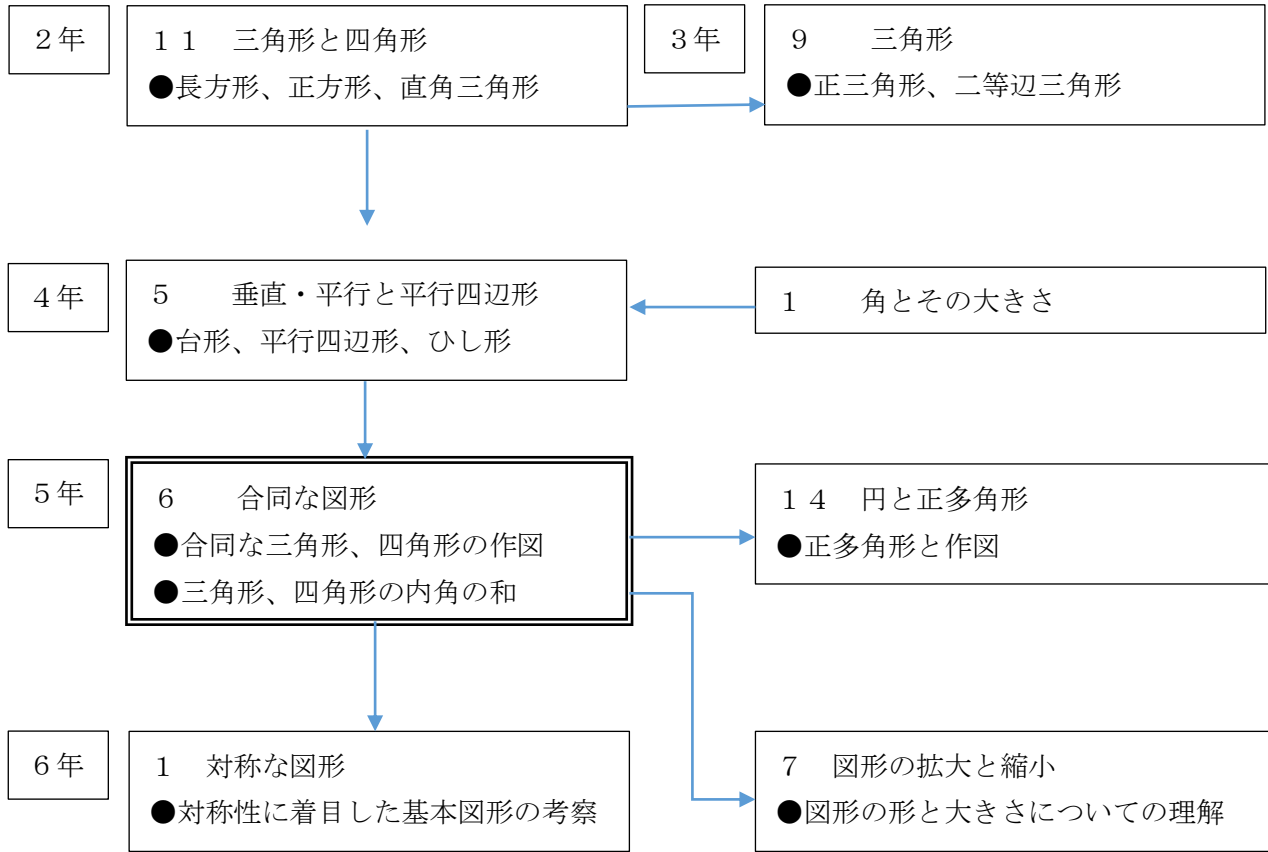 ２年
１１　三角形と四角形
●長方形、正方形、直角三角形
３年
９　　三角形
●正三角形、二等辺三角形
４年
５　　垂直・平行と平行四辺形
●台形、平行四辺形、ひし形
１　　角とその大きさ
５年
６　　合同な図形
●合同な三角形、四角形の作図
●三角形、四角形の内角の和
１４　円と正多角形
●正多角形と作図
６年
１　対称な図形
●対称性に着目した基本図形の考察
７　図形の拡大と縮小
●図形の形と大きさについての理解